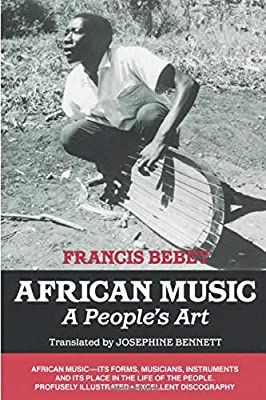 FRANCIS BEBEY
AFRICAN MUSIC
A People's Art
Translated by JOSEPHINE BENNETT
AFRICAN MUSIC—ITS FORMS, MUSICIANS, INSTRUMENTS
AND ITS PLACE IN THE LIFE OF THE PEOPLE,
PROFUSELY ILLUSTRATED•EXCELLENT DISCOGRAPHY